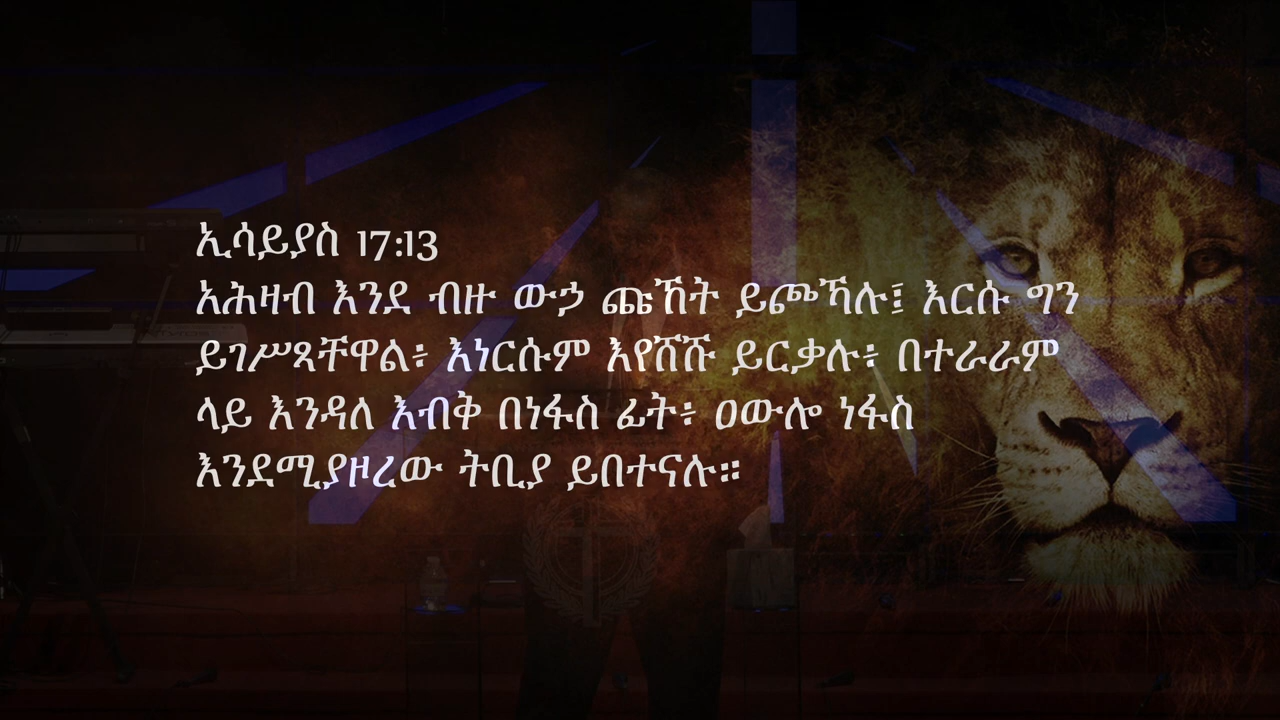 ኢሳይያስ 17:13
አሕዛብ እንደ ብዙ ውኃ ጩኸት ይጮኻሉ፤ እርሱ ግን
ይገሥጻቸዋል፥ እነርሱም እየሸሹ ይርቃሉ፥ በተራራም
ላይ እንዳለ እብቅ በነፋስ ፊት፥ ዐውሎ ነፋስ
እንደሚያዞረው ትቢያ ይበተናሉ።